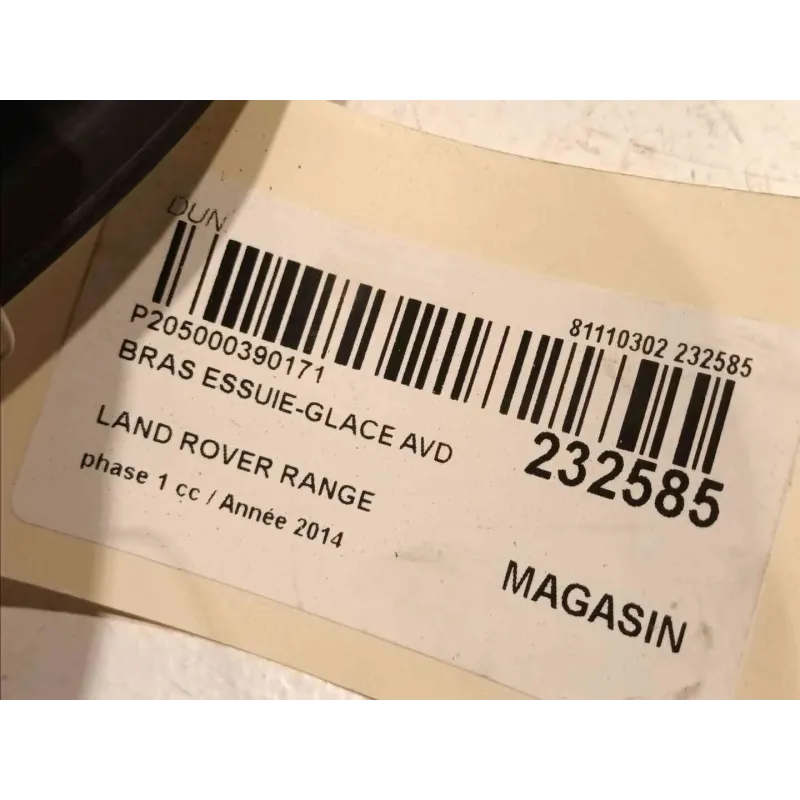 DUN
81110302 232585
P205000390171
BRAS ESSUIE-GLACE AVD
232585
LAND ROVER RANGE
phase 1 cc / Année 2014
MAGASIN